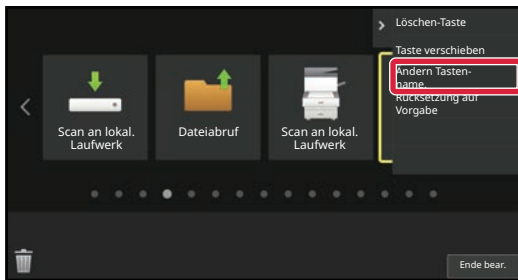 Löschen-Taste
Taste verschieben
Ändern Tasten-
name.
Rücksetzung auf
Vorgabe
Scan an lokal.
Laufwerk
Dateiabruf
Scan an lokal.
Laufwerk
Ende bear.